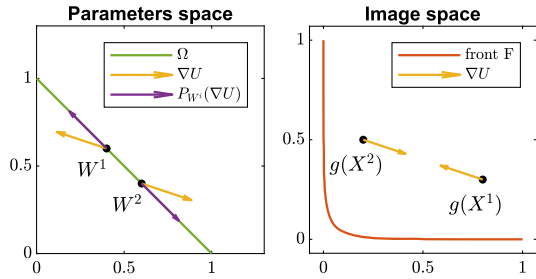 Parameters space
Ω
∇U
P_{W^i}(∇U)
1
0.5
0
W^1
W^2
0
0.5
1
Image space
front F
∇U
1
0.5
0
g(X^2)
g(X^1)
0
0.5
1